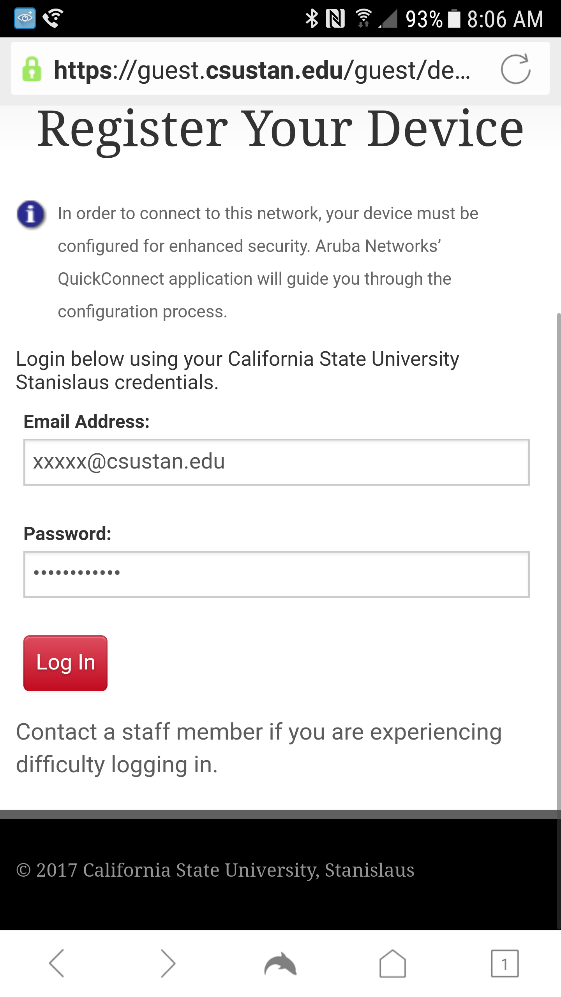 93% 8:06 AM
https://guest.csustan.edu/guest/de...
Register Your Device
In order to connect to this network, your device must be
configured for enhanced security. Aruba Networks’
QuickConnect application will guide you through the
configuration process.
Login below using your California State University
Stanislaus credentials.
Email Address:
xxxxx@csustan.edu
Password:
••••••••••••
Log In
Contact a staff member if you are experiencing
difficulty logging in.
© 2017 California State University, Stanislaus
1